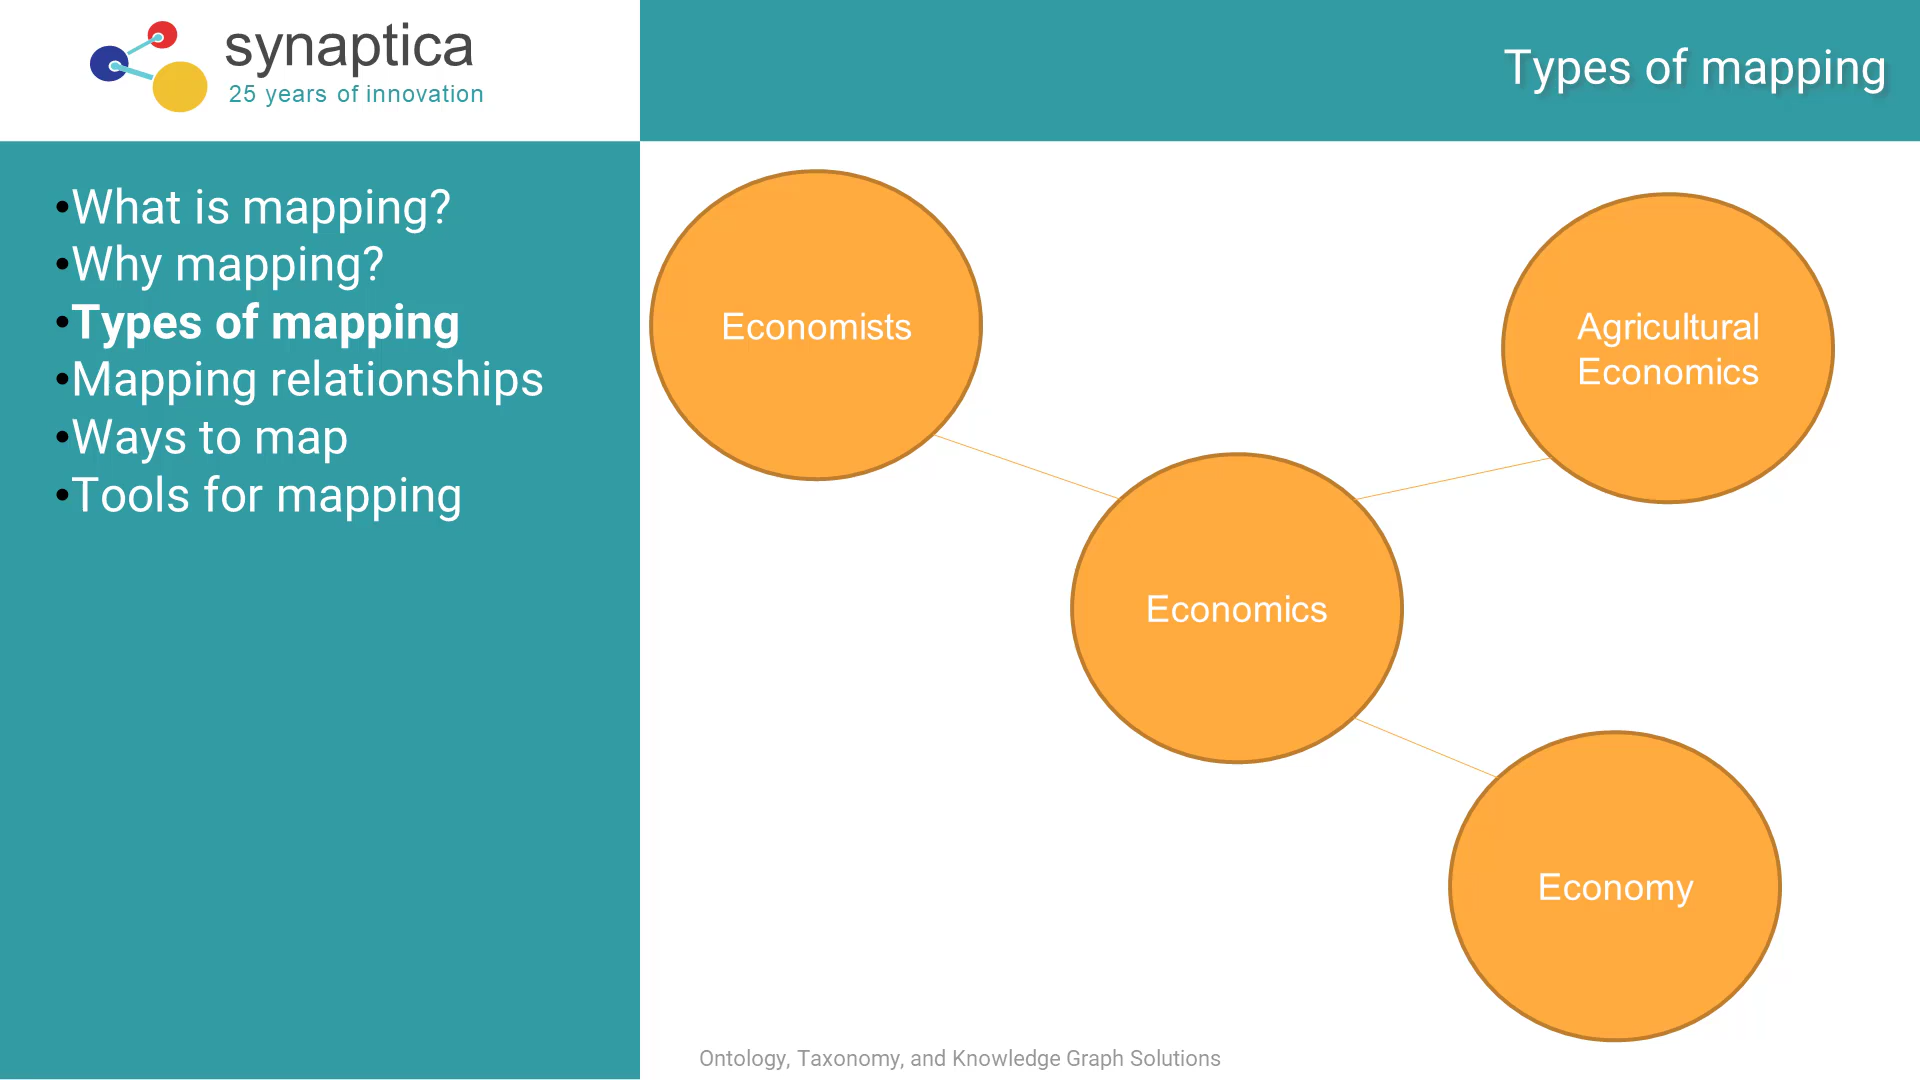 synaptica
25 years of innovation
Types of mapping
•What is mapping?
•Why mapping?
•Types of mapping
•Mapping relationships
•Ways to map
•Tools for mapping
Economists
Agricultural
Economics
Economics
Economy
Ontology, Taxonomy, and Knowledge Graph Solutions